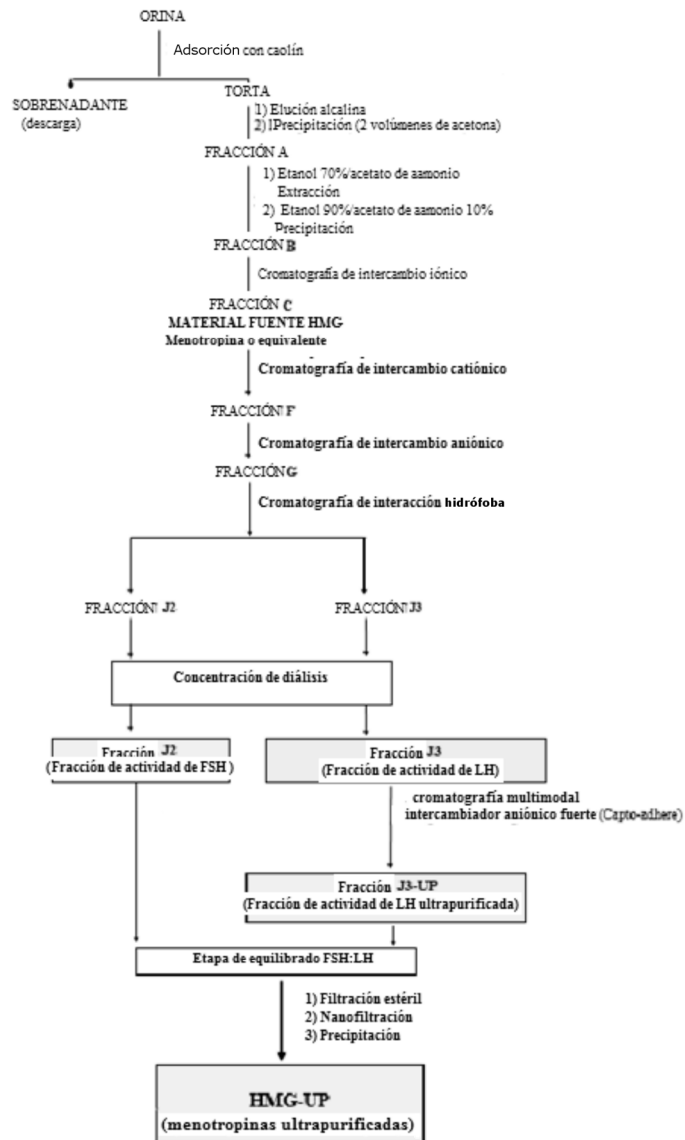 ORINA
Adsorción con caolín
SOBRENADANTE
(descarga)
TORTA
1) Elución alcalina
2) Precipitación (2 volúmenes de acetona)
FRACCIÓN A
1) Etanol 70%/acetato de aamonio
Extracción
2) Etanol 90%/acetato de aamonio 10%
Precipitación
FRACCIÓN B
Cromatografía de intercambio iónico
FRACCIÓN C
MATERIAL FUENTE HMG
Menotropina o equivalente
Cromatografía de intercambio catiónico
FRACCIÓN F
Cromatografía de intercambio aniónico
FRACCIÓN G
Cromatografía de interacción hidrófoba
FRACCIÓN J2
FRACCIÓN J3
Concentración de diálisis
Fracción J2
(Fracción de actividad de FSH )
Fracción J3
(Fracción de actividad de LH)
cromatografía multimodal
intercambiador aniónico fuerte (Capto-adhere)
Fracción J3-UP
(Fracción de actividad de LH ultrapurificada)
Etapa de equilibrado FSH:LH
1) Filtración estéril
2) Nanofiltración
3) Precipitación
HMG-UP
(menotropinas ultrapurificadas)